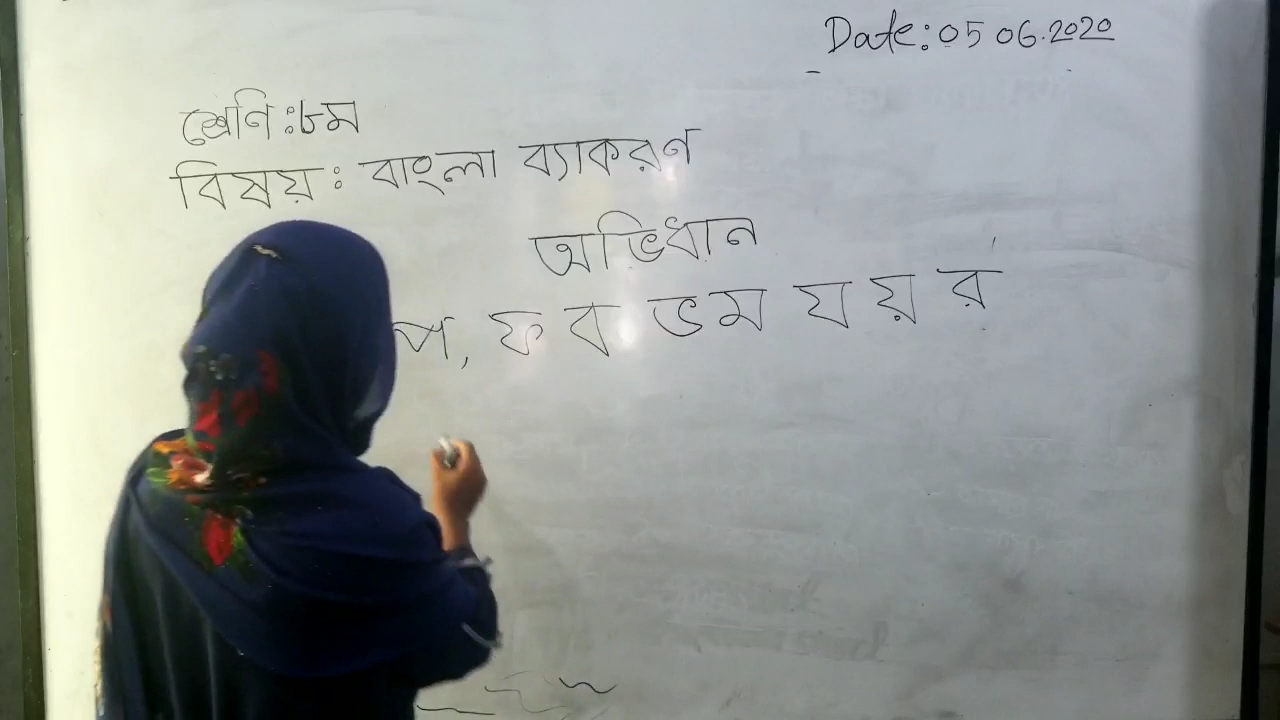 Date: 05 06.2020
শ্রেণি : ৮ম
বিষয় : বাংলা ব্যাকরণ
অভিধান
প, ফ ব ভ ম য য় র